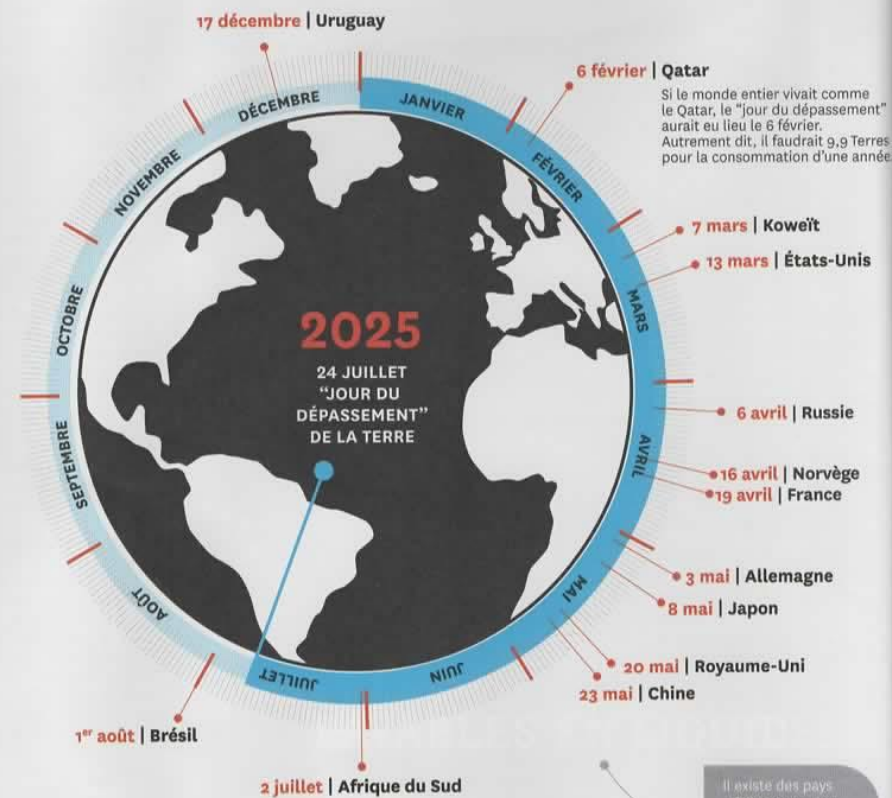 17 décembre | Uruguay
6 février | Qatar
Si le monde entier vivait comme
le Qatar, le "jour du dépassement"
aurait eu lieu le 6 février.
Autrement dit, il faudrait 9,9 Terres
pour la consommation d'une année
7 mars | Koweït
13 mars | États-Unis
6 avril | Russie
16 avril | Norvège
19 avril | France
3 mai | Allemagne
8 mai | Japon
20 mai | Royaume-Uni
23 mai | Chine
2 juillet | Afrique du Sud
1er août | Brésil
JANVIER
FÉVRIER
MARS
AVRIL
MAI
JUIN
JUILLET
AOÛT
SEPTEMBRE
OCTOBRE
NOVEMBRE
DÉCEMBRE
2025
24 JUILLET
"JOUR DU
DÉPASSEMENT"
DE LA TERRE
Il existe des pays